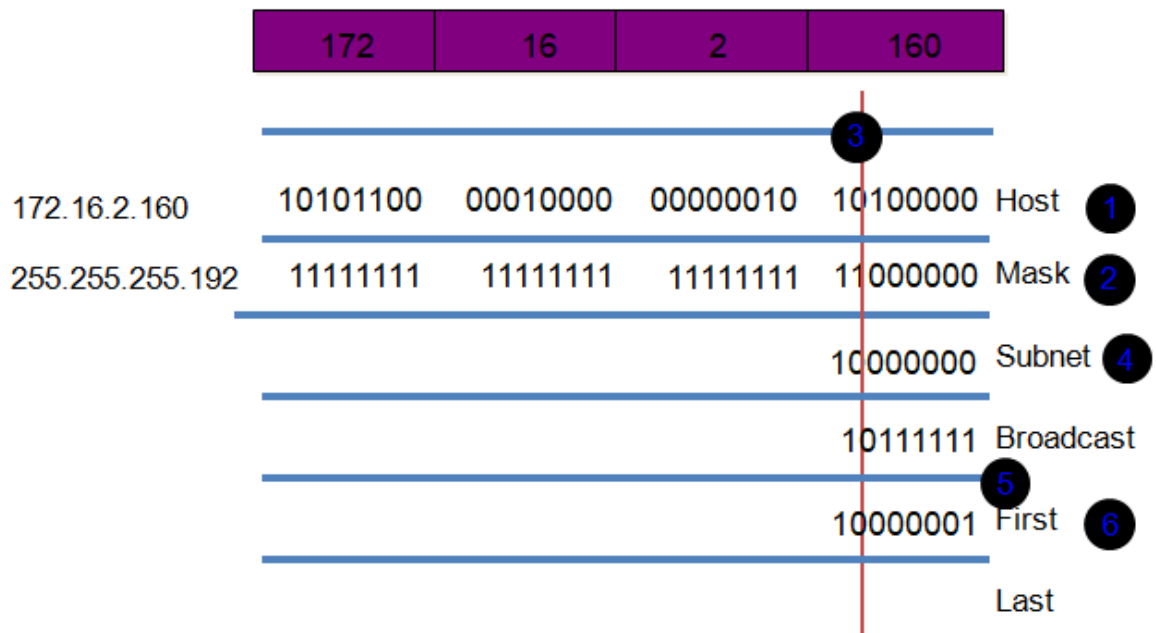 172 16 2 160
3
172.16.2.160 10101100 00010000 00000010 10100000 Host 1
255.255.255.192 11111111 11111111 11111111 11000000 Mask 2
10000000 Subnet 4
10111111 Broadcast
5
10000001 First 6
Last